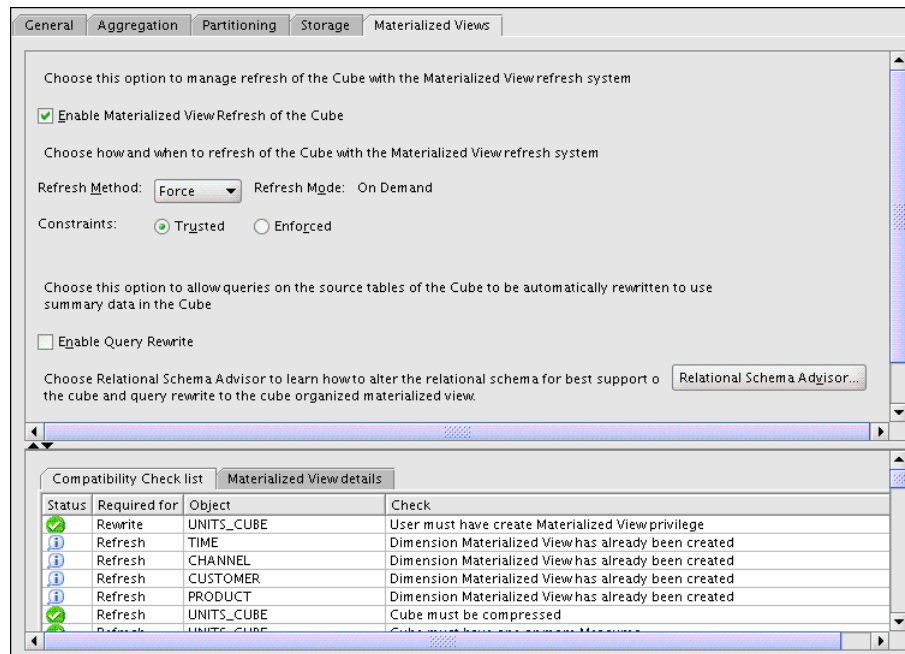 General Aggregation Partitioning Storage Materialized Views
Choose this option to manage refresh of the Cube with the Materialized View refresh system
Enable Materialized View Refresh of the Cube
Choose how and when to refresh of the Cube with the Materialized View refresh system
Refresh Method: Force Refresh Mode: On Demand
Constraints: Trusted Enforced
Choose this option to allow queries on the source tables of the Cube to be automatically rewritten to use
summary data in the Cube
Enable Query Rewrite
Choose Relational Schema Advisor to learn how to alter the relational schema for best support o Relational Schema Advisor...
the cube and query rewrite to the cube organized materialized view.
Compatibility Check list Materialized View details
Status Required for Object Check
Rewrite UNITS_CUBE User must have create Materialized View privilege
Refresh TIME Dimension Materialized View has already been created
Refresh CHANNEL Dimension Materialized View has already been created
Refresh CUSTOMER Dimension Materialized View has already been created
Refresh PRODUCT Dimension Materialized View has already been created
Refresh UNITS_CUBE Cube must be compressed
Refresh UNITS_CUBE Cube must have one or more Measures